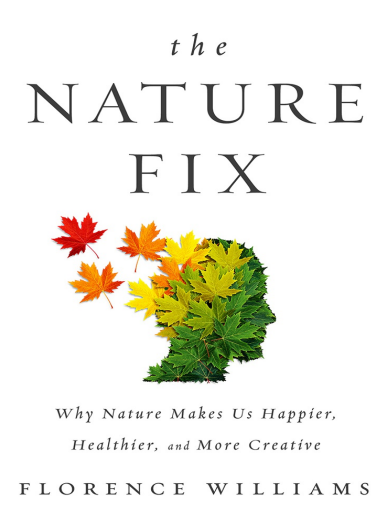 the
NATURE
FIX
Why Nature Makes Us Happier,
Healthier, and More Creative
FLORENCE WILLIAMS